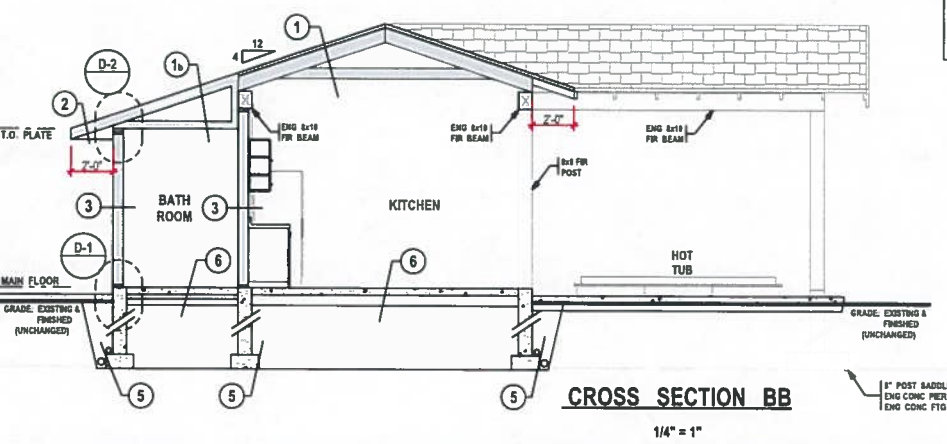 1
12
4
D-2
1b
2
T.O. PLATE
2'-0"
ENG 8x10
FIR BEAM
ENG 8x10
FIR BEAM
2'-0"
ENG 8x10
FIR BEAM
8x8 FIR
POST
3
BATH
ROOM
3
KITCHEN
D-1
6
6
HOT
TUB
MAIN FLOOR
GRADE: EXISTING &
FINISHED
(UNCHANGED)
GRADE: EXISTING &
FINISHED
(UNCHANGED)
5
5
5
CROSS SECTION BB
1/4" = 1"
8" POST SADDL
ENG CONC PIER
ENG CONC FTG